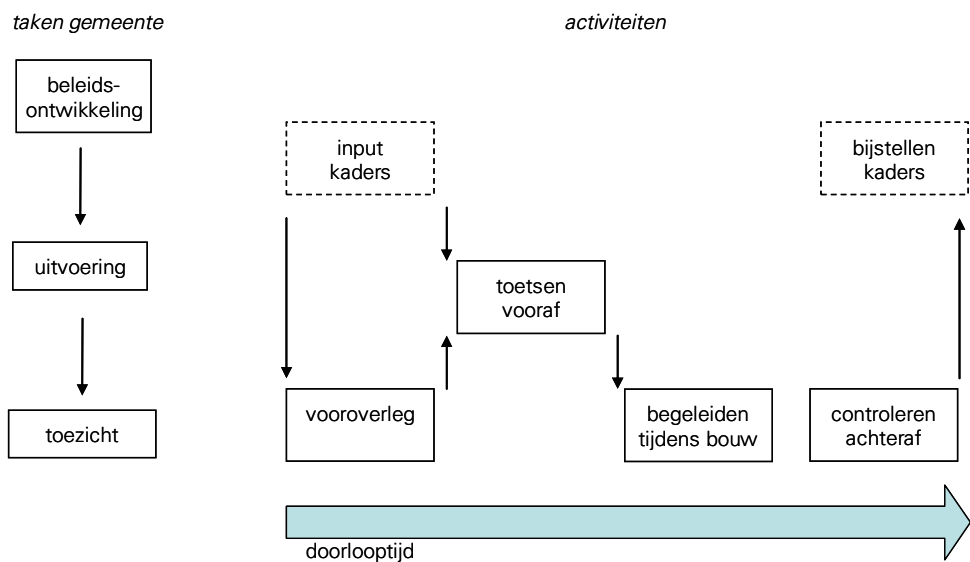 taken gemeente
activiteiten
beleids-
ontwikkeling
input
kaders
bijstellen
kaders
uitvoering
toetsen
vooraf
toezicht
vooroverleg
begeleiden
tijdens bouw
controleren
achteraf
doorlooptijd